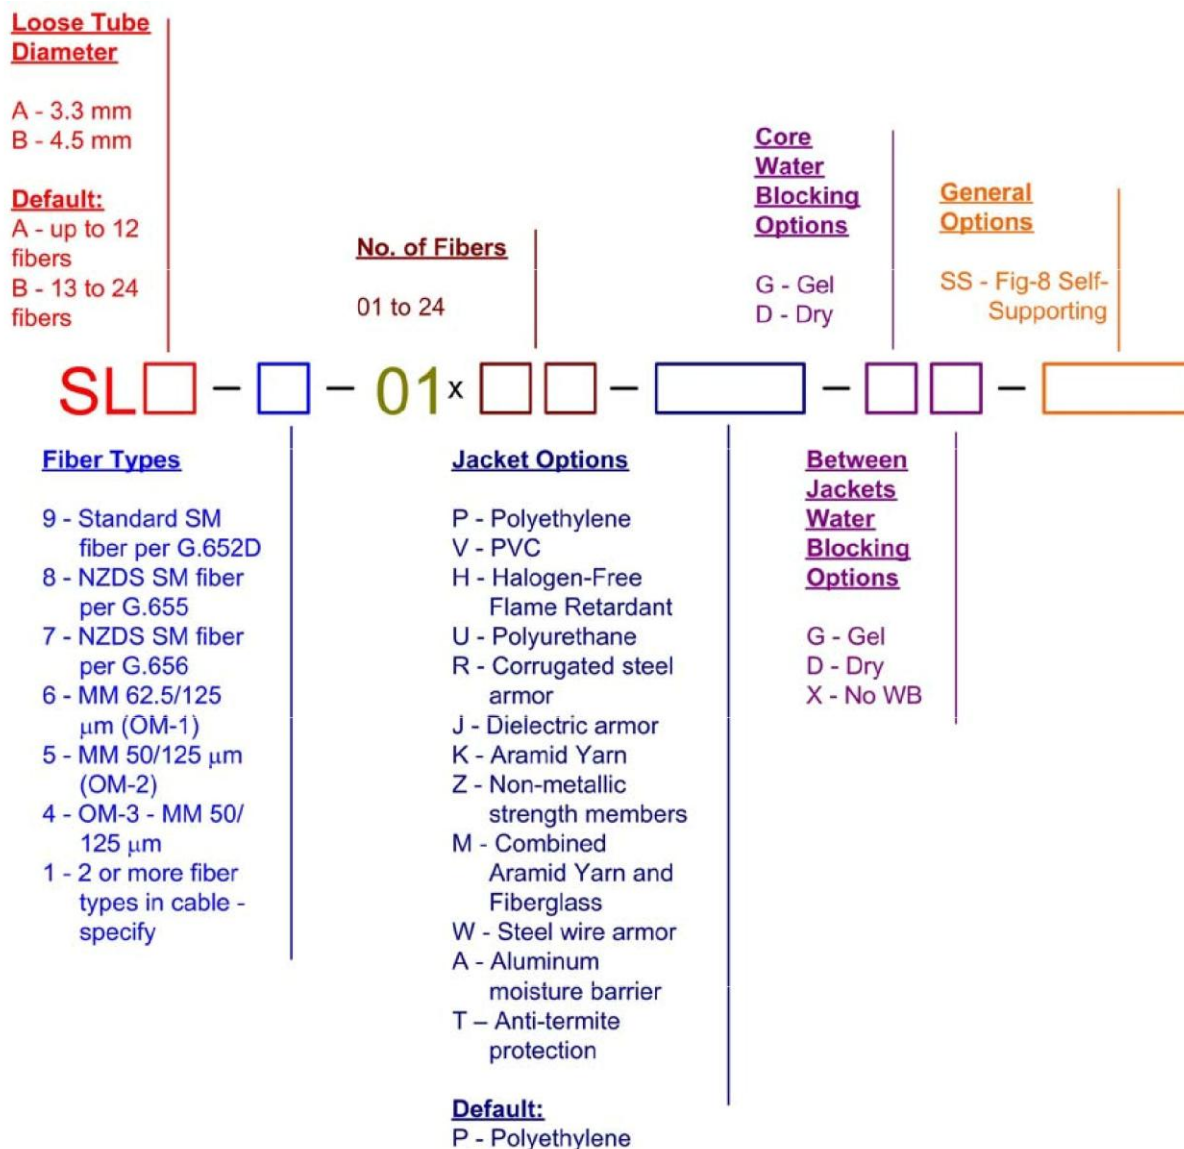 Loose Tube
Diameter
A - 3.3 mm
B - 4.5 mm
Default:
A - up to 12
fibers
B - 13 to 24
fibers
No. of Fibers
01 to 24
Core
Water
Blocking
Options
G - Gel
D - Dry
General
Options
SS - Fig-8 Self-
Supporting
SL - - 01 x - - -
Fiber Types
9 - Standard SM
fiber per G.652D
8 - NZDS SM fiber
per G.655
7 - NZDS SM fiber
per G.656
6 - MM 62.5/125
μm (OM-1)
5 - MM 50/125 μm
(OM-2)
4 - OM-3 - MM 50/
125 μm
1 - 2 or more fiber
types in cable -
specify
Jacket Options
P - Polyethylene
V - PVC
H - Halogen-Free
Flame Retardant
U - Polyurethane
R - Corrugated steel
armor
J - Dielectric armor
K - Aramid Yarn
Z - Non-metallic
strength members
M - Combined
Aramid Yarn and
Fiberglass
W - Steel wire armor
A - Aluminum
moisture barrier
T – Anti-termite
protection
Default:
P - Polyethylene
Between
Jackets
Water
Blocking
Options
G - Gel
D - Dry
X - No WB